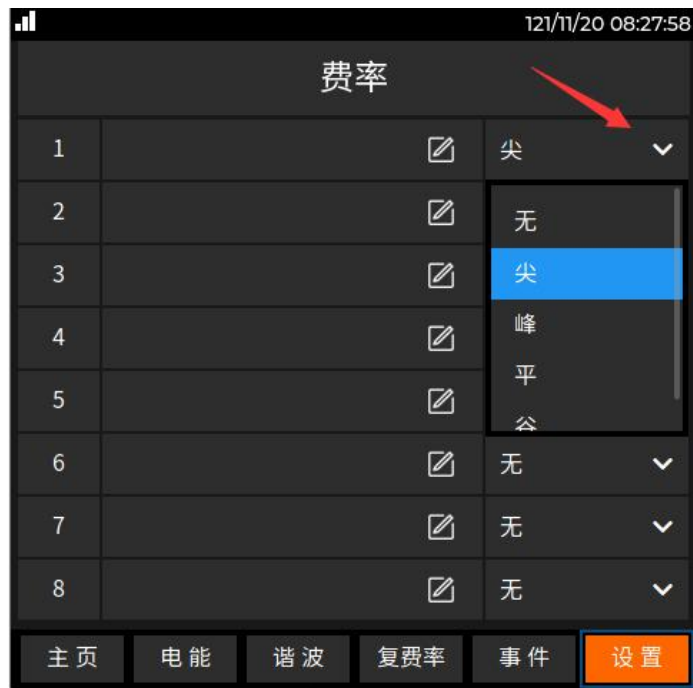 121/11/20 08:27:58
费率
1 尖
2
无
3 尖
4 峰
平
5
谷
6 无
7 无
8 无
主页 电能 谐波 复费率 事件 设置